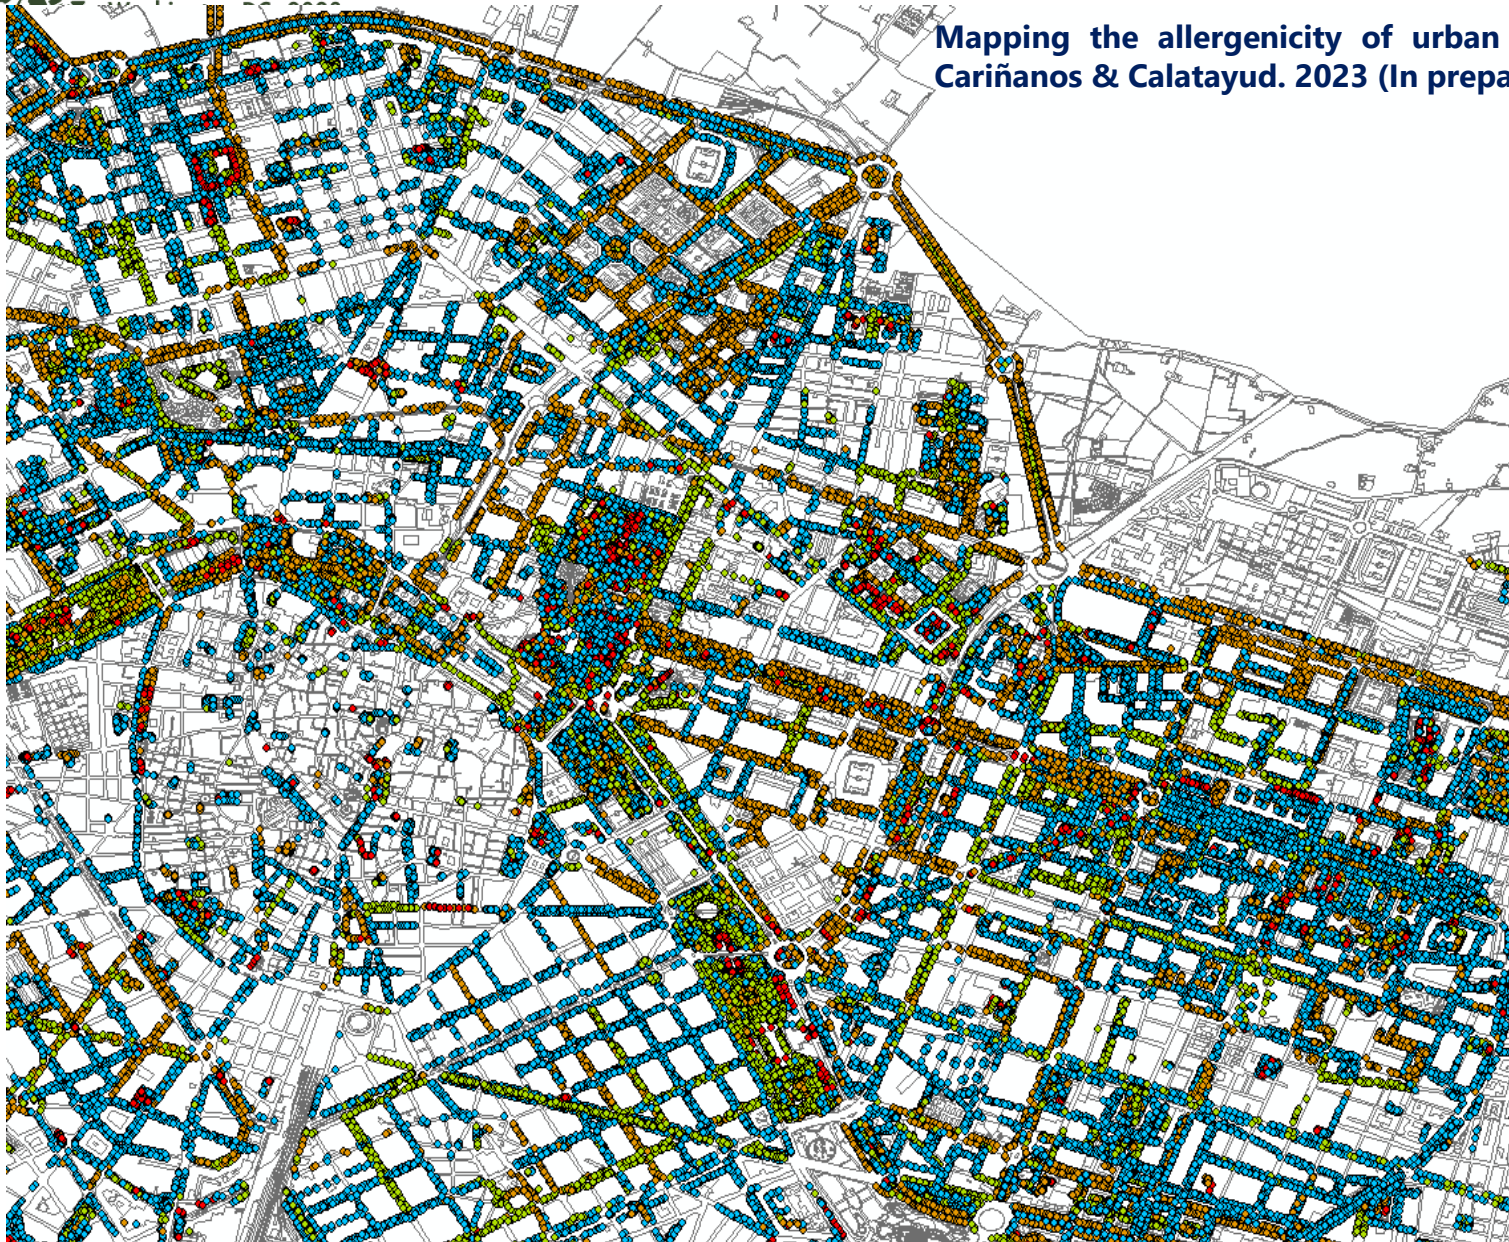 Mapping the allergenicity of urban
Cariñanos & Calatayud. 2023 (In prepa